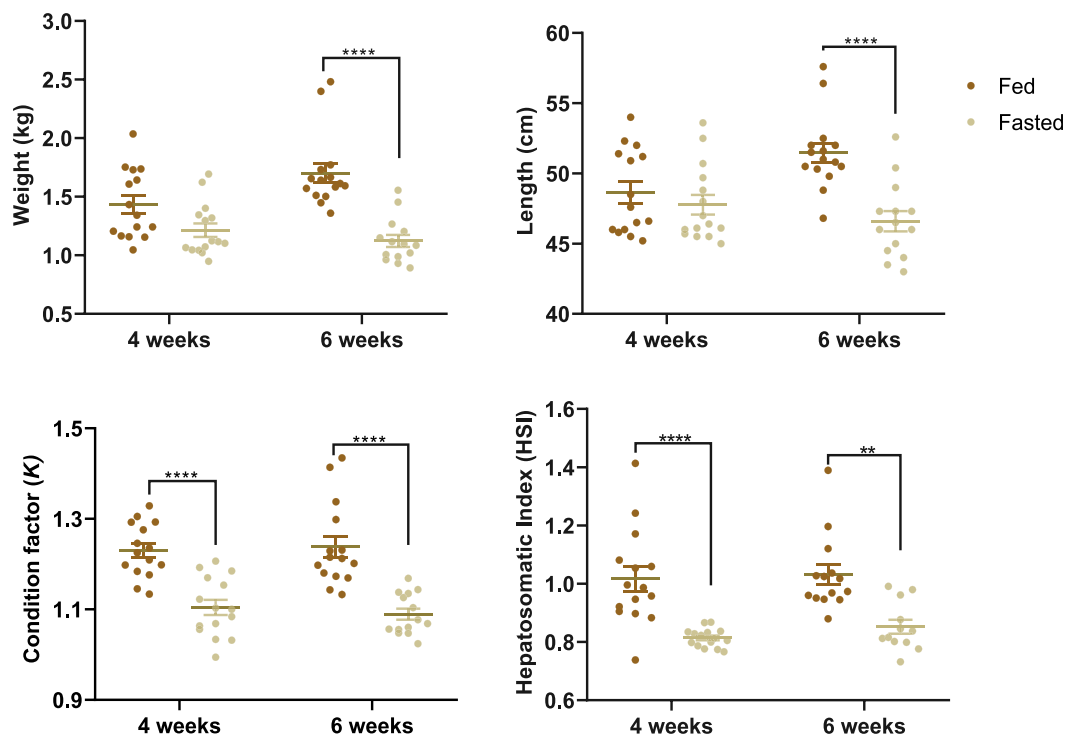 Weight (kg)
3.0
2.5
2.0
1.5
1.0
0.5
****
4 weeks
6 weeks
Length (cm)
60
55
50
45
40
****
4 weeks
6 weeks
Fed
Fasted
Condition factor (K)
1.5
1.3
1.1
0.9
****
****
4 weeks
6 weeks
Hepatosomatic Index (HSI)
1.6
1.4
1.2
1.0
0.8
0.6
****
**
4 weeks
6 weeks